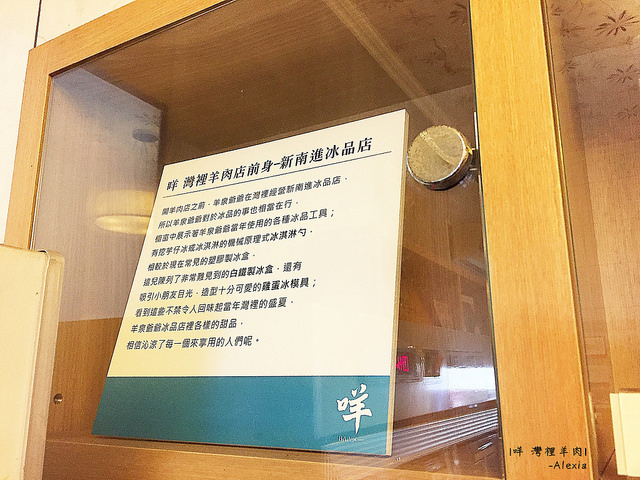 咩 灣裡羊肉店前身-新南進冰品店
開羊肉店之前，羊泉爺爺在灣裡經營新南進冰品店，
所以羊泉爺爺對於冰品的事也相當在行，
櫥窗中展示著羊泉爺爺當年使用的各種冰品工具；
有挖芋仔冰或冰淇淋的機械原理式冰淇淋勺，
相較於現在常見的塑膠製冰盒，
這兒陳列了非常難見到的白鐵製冰盒，還有
吸引小朋友目光，造型十分可愛的雞蛋冰模具；
看到這些不禁令人回味起當年灣裡的盛夏，
羊泉爺爺冰品店裡各樣的甜品，
相信沁涼了每一個來享用的人們呢。
咩
|咩 灣裡羊肉|
-Alexia